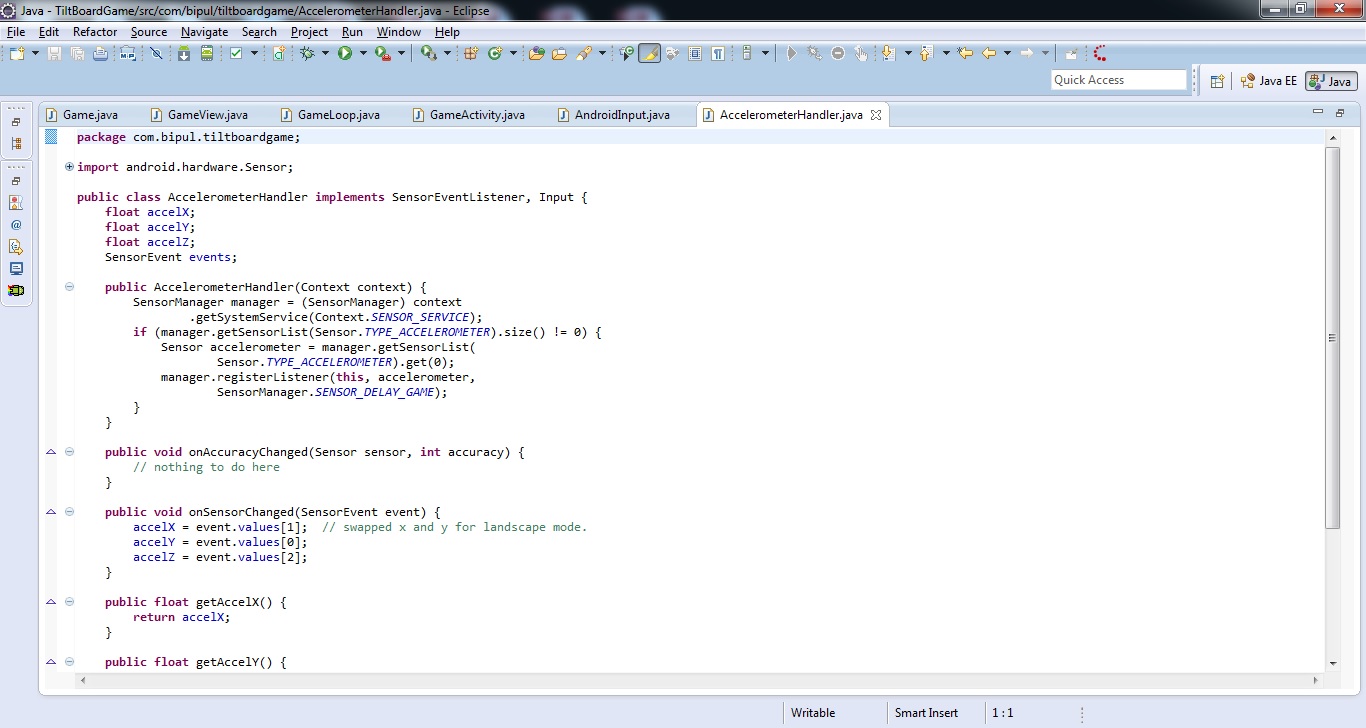 Java - TiltBoardGame/src/com/bipul/tiltboardgame/AccelerometerHandler.java - Eclipse
File Edit Refactor Source Navigate Search Project Run Window Help
Quick Access
Java EE
Java
Game.java GameView.java GameLoop.java GameActivity.java AndroidInput.java AccelerometerHandler.java
package com.bipul.tiltboardgame;
import android.hardware.Sensor;
public class AccelerometerHandler implements SensorEventListener, Input {
float accelX;
float accelY;
float accelZ;
SensorEvent events;
public AccelerometerHandler(Context context) {
SensorManager manager = (SensorManager) context
.getSystemService(Context.SENSOR_SERVICE);
if (manager.getSensorList(Sensor.TYPE_ACCELEROMETER).size() != 0) {
Sensor accelerometer = manager.getSensorList(
Sensor.TYPE_ACCELEROMETER).get(0);
manager.registerListener(this, accelerometer,
SensorManager.SENSOR_DELAY_GAME);
}
}
public void onAccuracyChanged(Sensor sensor, int accuracy) {
// nothing to do here
}
public void onSensorChanged(SensorEvent event) {
accelX = event.values[1];  // swapped x and y for landscape mode.
accelY = event.values[0];
accelZ = event.values[2];
}
public float getAccelX() {
return accelX;
}
public float getAccelY() {
Writable Smart Insert 1 : 1